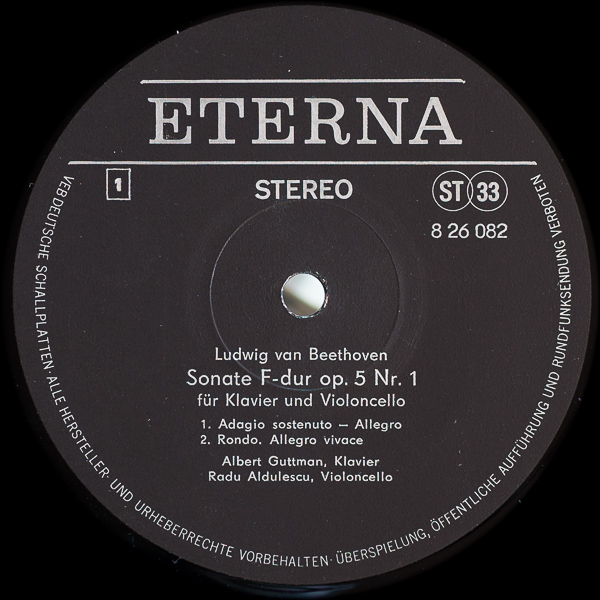 ETERNA
1
STEREO
ST 33
8 26 082
Ludwig van Beethoven
Sonate F-dur op. 5 Nr. 1
für Klavier und Violoncello
1. Adagio sostenuto – Allegro
2. Rondo. Allegro vivace
Albert Guttman, Klavier
Radu Aldulescu, Violoncello
VEB DEUTSCHE SCHALLPLATTEN · ALLE HERSTELLER- UND URHEBERRECHTE VORBEHALTEN · ÜBERSPIELUNG, ÖFFENTLICHE AUFFÜHRUNG UND RUNDFUNKSENDUNG VERBOTEN